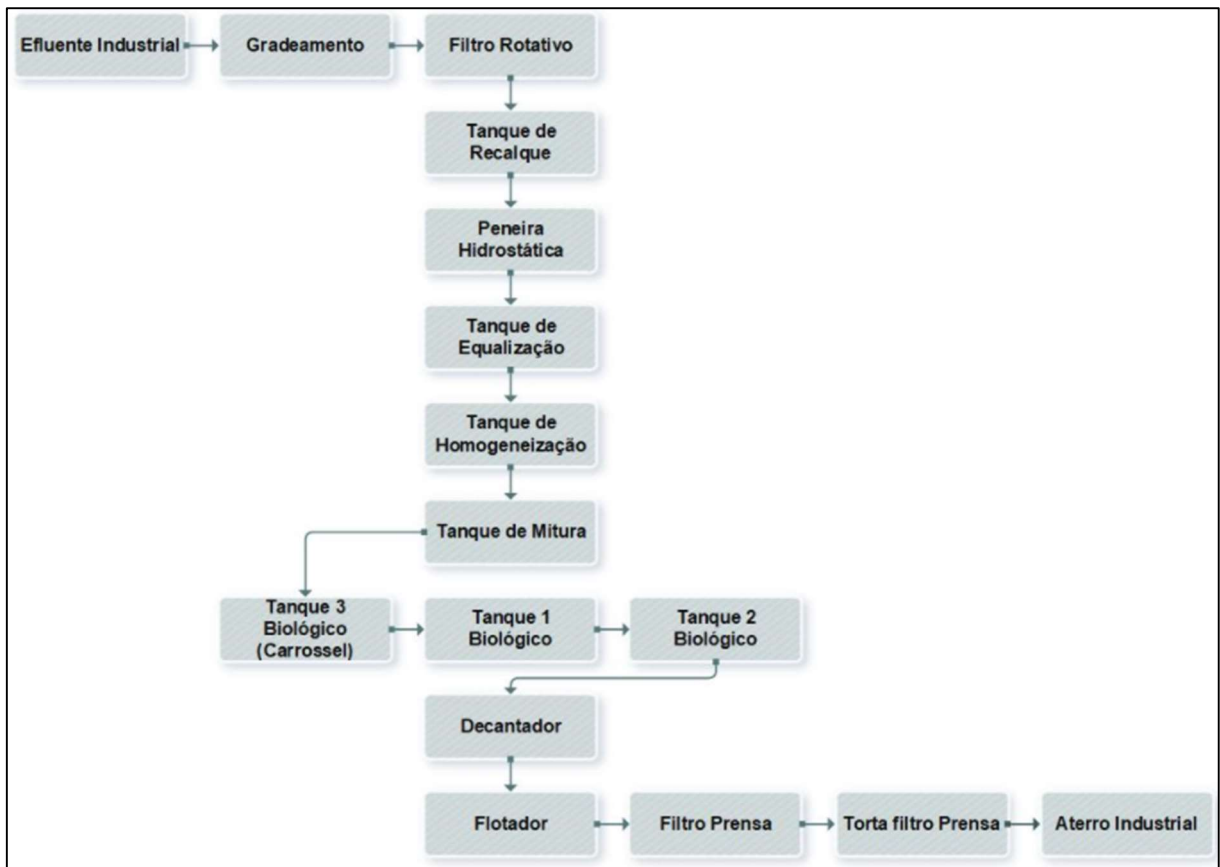 Efluente Industrial
Gradeamento
Filtro Rotativo
Tanque de
Recalque
Peneira
Hidrostática
Tanque de
Equalização
Tanque de
Homogeneização
Tanque de Mitura
Tanque 3
Biológico
(Carrossel)
Tanque 1
Biológico
Tanque 2
Biológico
Decantador
Flotador
Filtro Prensa
Torta filtro Prensa
Aterro Industrial